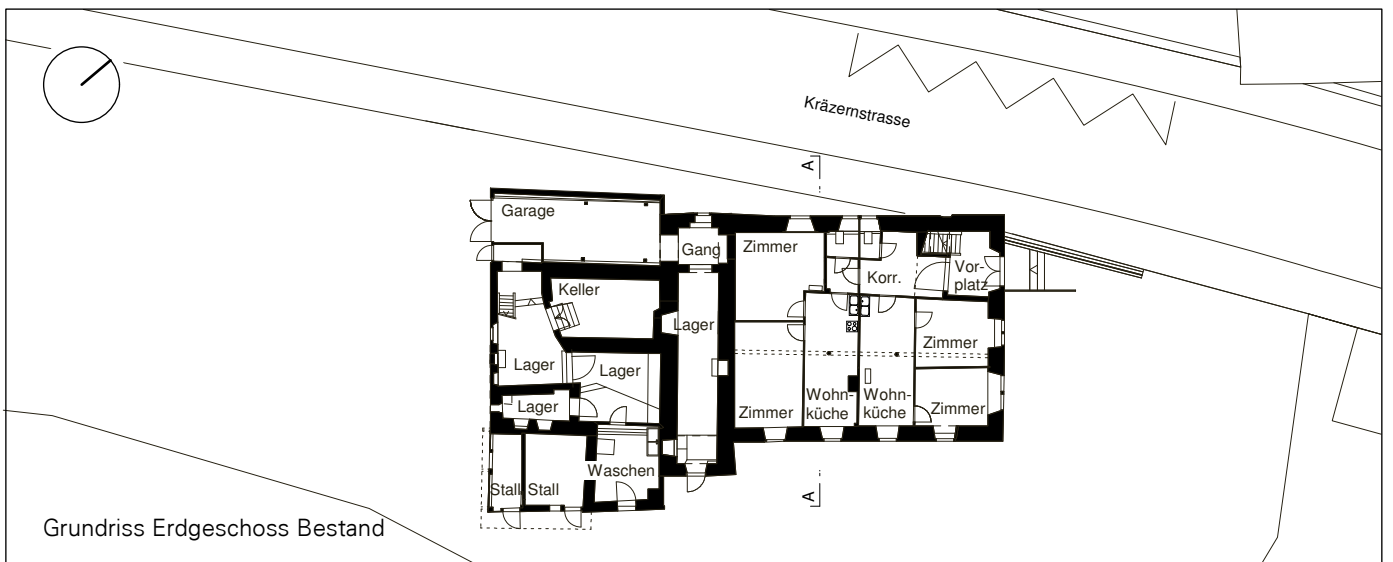 Kräzernstrasse
A
Garage
Zimmer
Gang
Korr.
Vor-
platz
Keller
Lager
Zimmer
Lager
Lager
Lager
Zimmer
Wohn-
küche
Wohn-
küche
Zimmer
Waschen
Stall
Stall
A
Grundriss Erdgeschoss Bestand